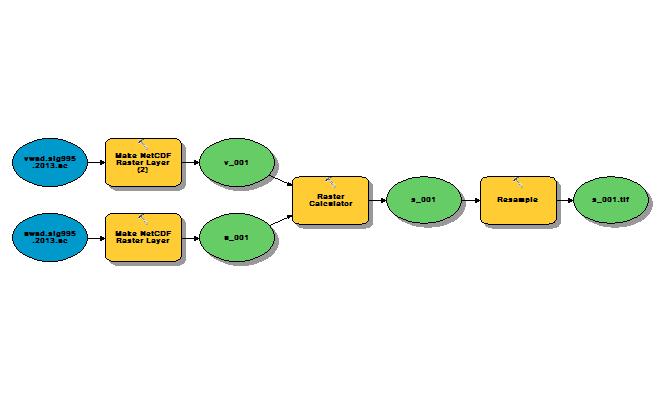 vwnd.sig995
.2013.nc
Make NetCDF
Raster Layer
(2)
v_001
uwnd.sig995
.2013.nc
Make NetCDF
Raster Layer
u_001
Raster
Calculator
s_001
Resample
s_001.tif